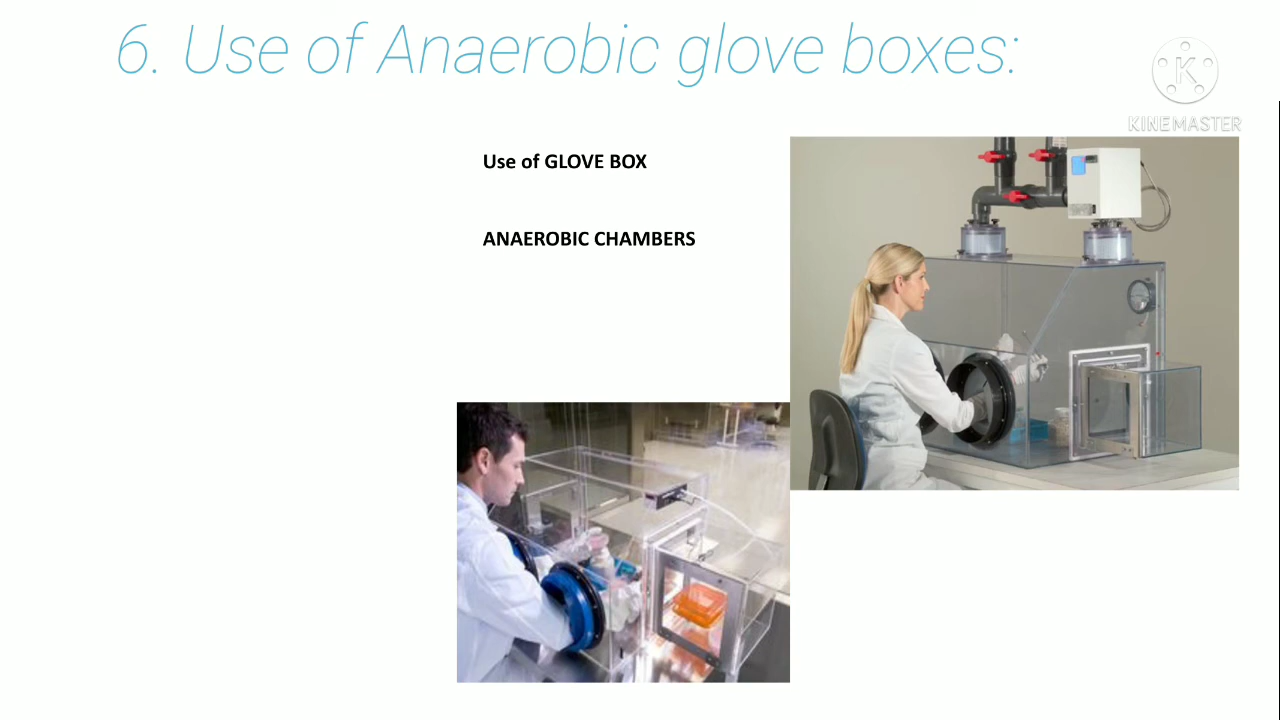 6. Use of Anaerobic glove boxes:
K
KINEMASTER
Use of GLOVE BOX
ANAEROBIC CHAMBERS